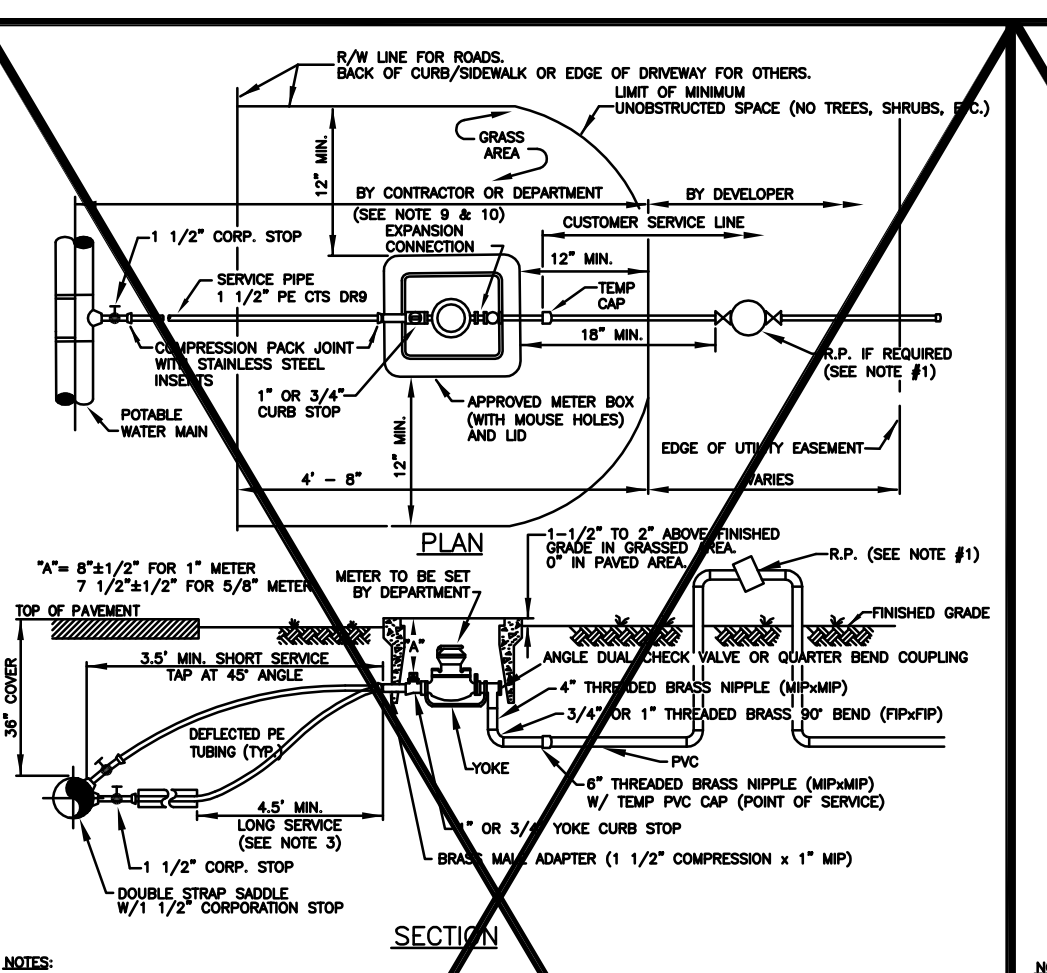 R/W LINE FOR ROADS.
BACK OF CURB/SIDEWALK OR EDGE OF DRIVEWAY FOR OTHERS.
LIMIT OF MINIMUM
UNOBSTRUCTED SPACE (NO TREES, SHRUBS, ETC.)
GRASS
AREA
12" MIN.
BY CONTRACTOR OR DEPARTMENT
(SEE NOTE 9 & 10)
BY DEVELOPER
CUSTOMER SERVICE LINE
EXPANSION
CONNECTION
1 1/2" CORP. STOP
12" MIN.
SERVICE PIPE
1 1/2" PE CTS DR9
TEMP
CAP
18" MIN.
COMPRESSION PACK JOINT
WITH STAINLESS STEEL
INSERTS
R.P. IF REQUIRED
(SEE NOTE #1)
1" OR 3/4"
CURB STOP
APPROVED METER BOX
(WITH MOUSE HOLES)
AND LID
POTABLE
WATER MAIN
12" MIN.
EDGE OF UTILITY EASEMENT
4' - 8"
VARIES
PLAN
1-1/2" TO 2" ABOVE FINISHED
GRADE IN GRASSED AREA.
0" IN PAVED AREA.
R.P. (SEE NOTE #1)
"A"= 8"±1/2" FOR 1" METER
7 1/2"±1/2" FOR 5/8" METER
METER TO BE SET
BY DEPARTMENT
TOP OF PAVEMENT
FINISHED GRADE
"A"
36" COVER
3.5' MIN. SHORT SERVICE
TAP AT 45° ANGLE
ANGLE DUAL CHECK VALVE OR QUARTER BEND COUPLING
4" THREADED BRASS NIPPLE (MIPxMIP)
3/4" OR 1" THREADED BRASS 90° BEND (FIPxFIP)
DEFLECTED PE
TUBING (TYP.)
YOKE
PVC
6" THREADED BRASS NIPPLE (MIPxMIP)
W/ TEMP PVC CAP (POINT OF SERVICE)
4.5' MIN.
LONG SERVICE
(SEE NOTE 3)
1" OR 3/4" YOKE CURB STOP
BRASS MALE ADAPTER (1 1/2" COMPRESSION x 1" MIP)
1 1/2" CORP. STOP
DOUBLE STRAP SADDLE
W/1 1/2" CORPORATION STOP
SECTION
NOTES: